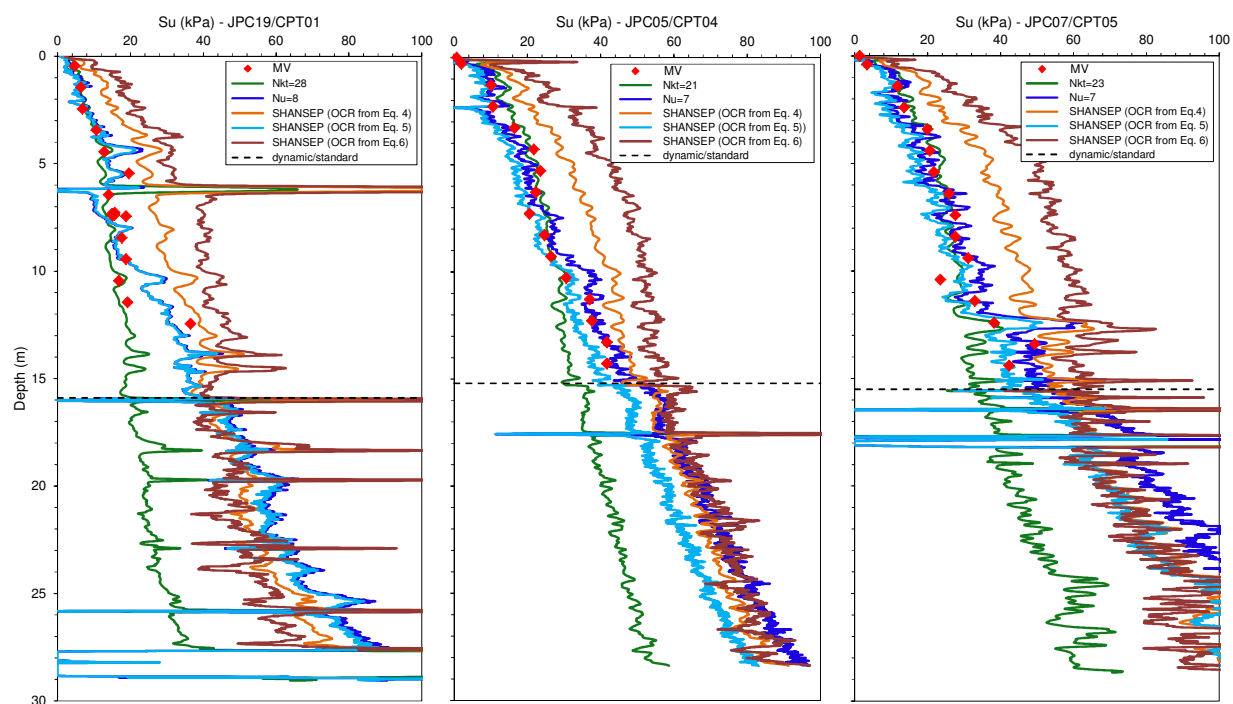 Su (kPa) - JPC19/CPT01
0 20 40 60 80 100
0
5
10
15
20
25
30
Depth (m)
MV
Nkt=28
Nu=8
SHANSEP (OCR from Eq. 4)
SHANSEP (OCR from Eq. 5)
SHANSEP (OCR from Eq.6)
dynamic/standard
Su (kPa) - JPC05/CPT04
0 20 40 60 80 100
MV
Nkt=21
Nu=7
SHANSEP (OCR from Eq. 4)
SHANSEP (OCR from Eq. 5))
SHANSEP (OCR from Eq. 6)
dynamic/standard
Su (kPa) - JPC07/CPT05
0 20 40 60 80 100
MV
Nkt=23
Nu=7
SHANSEP (OCR from Eq.4)
SHANSEP (OCR from Eq. 5)
SHANSEP (OCR from Eq. 6)
dynamic/standard